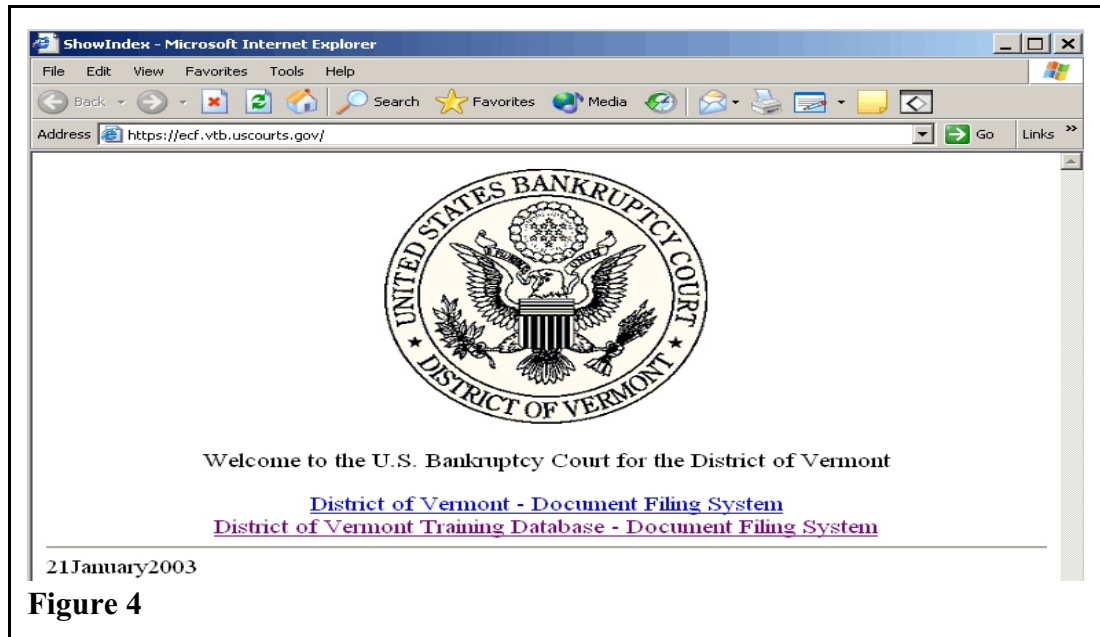 ShowIndex - Microsoft Internet Explorer
File Edit View Favorites Tools Help
Back Search Favorites Media
Address https://ecf.vtb.uscourts.gov/ Go Links »
UNITED STATES BANKRUPTCY COURT
★ DISTRICT OF VERMONT ★
Welcome to the U.S. Bankruptcy Court for the District of Vermont
District of Vermont - Document Filing System
District of Vermont Training Database - Document Filing System
21January2003
Figure 4